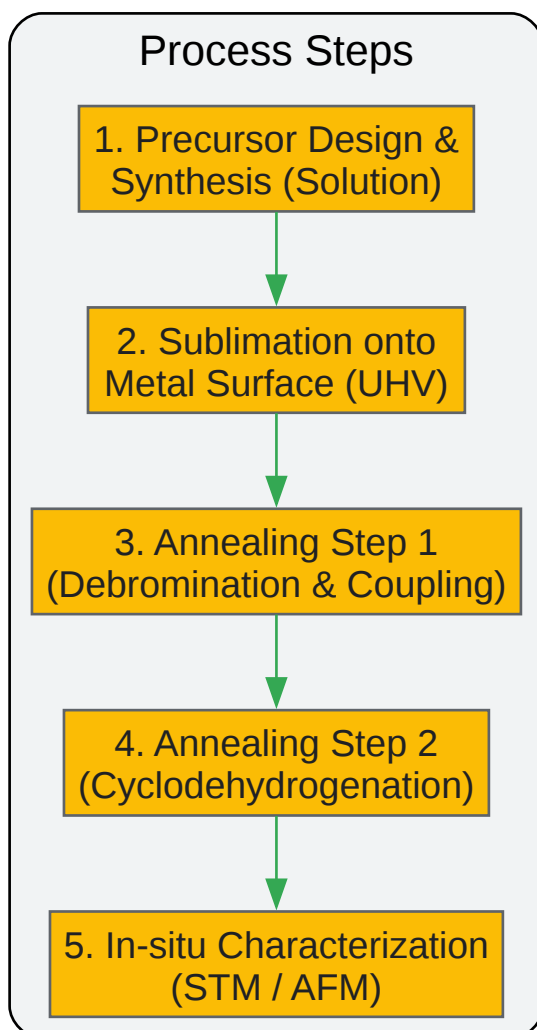 Process Steps
1. Precursor Design &
Synthesis (Solution)
2. Sublimation onto
Metal Surface (UHV)
3. Annealing Step 1
(Debromination & Coupling)
4. Annealing Step 2
(Cyclodehydrogenation)
5. In-situ Characterization
(STM / AFM)